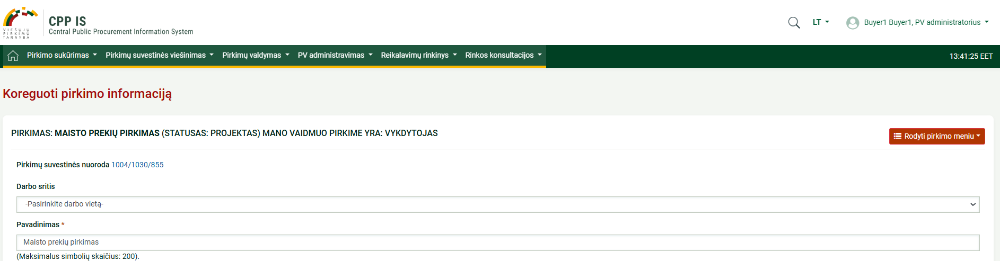 VIEŠŲJŲ
PIRKIMŲ
TARNYBA
CPP IS
Central Public Procurement Information System
LT
Buyer1 Buyer1, PV administratorius
Pirkimo sukūrimas Pirkimų suvestinės viešinimas Pirkimų valdymas PV administravimas Reikalavimų rinkinys Rinkos konsultacijos
13:41:25 EET
Koreguoti pirkimo informaciją
PIRKIMAS: MAISTO PREKIŲ PIRKIMAS (STATUSAS: PROJEKTAS) MANO VAIDMUO PIRKIME YRA: VYKDYTOJAS
Rodyti pirkimo meniu
Pirkimų suvestinės nuoroda 1004/1030/855
Darbo sritis
-Pasirinkite darbo vietą-
Pavadinimas *
Maisto prekių pirkimas
(Maksimalus simbolių skaičius: 200).